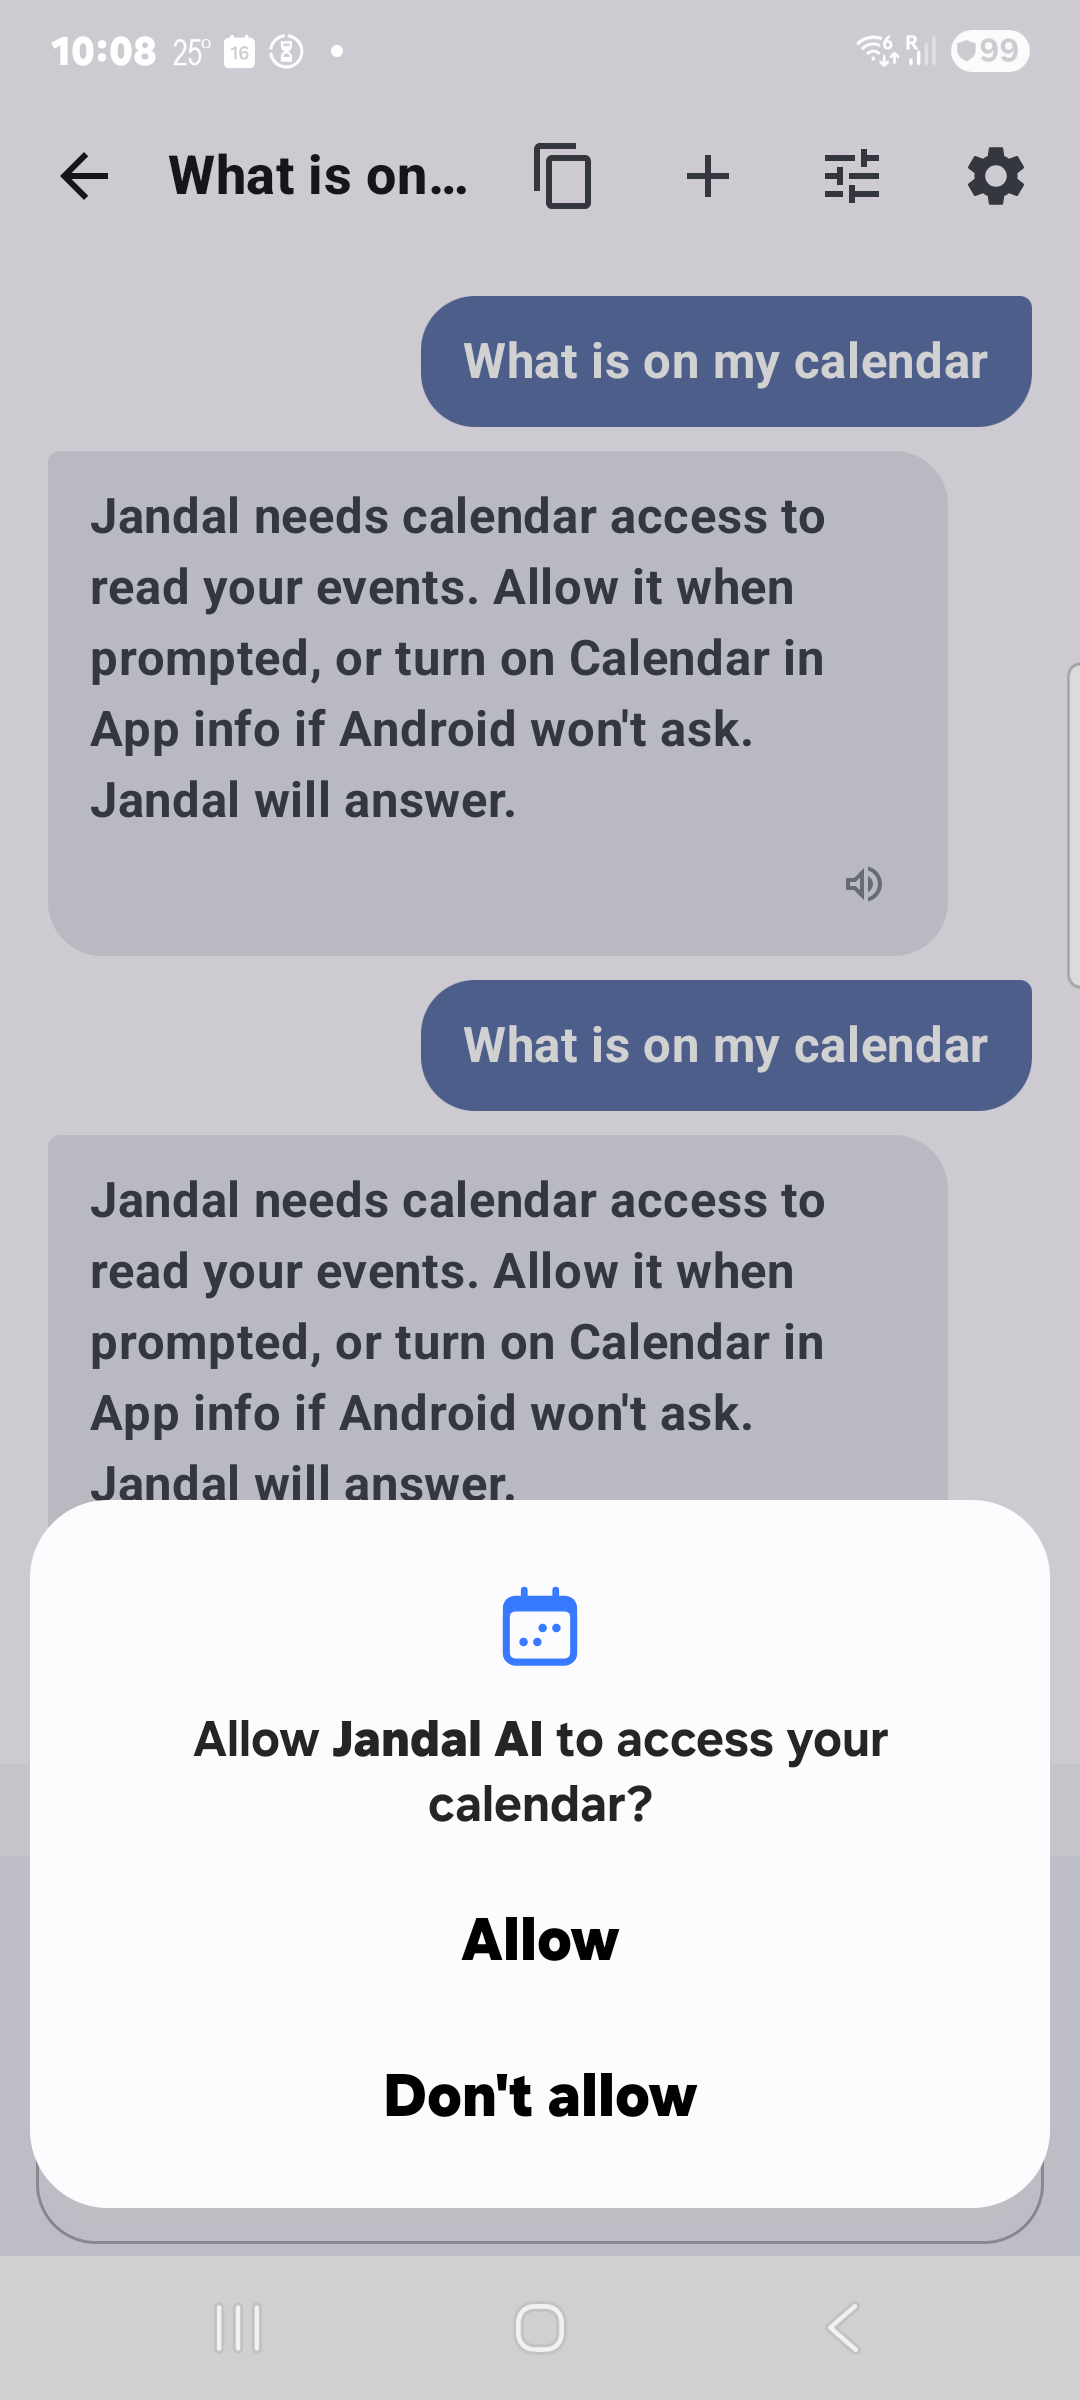 10:08 25° 16 6 R 99
What is on...
What is on my calendar
Jandal needs calendar access to
read your events. Allow it when
prompted, or turn on Calendar in
App info if Android won't ask.
Jandal will answer.
What is on my calendar
Jandal needs calendar access to
read your events. Allow it when
prompted, or turn on Calendar in
App info if Android won't ask.
Jandal will answer.
Allow Jandal AI to access your
calendar?
Allow
Don't allow